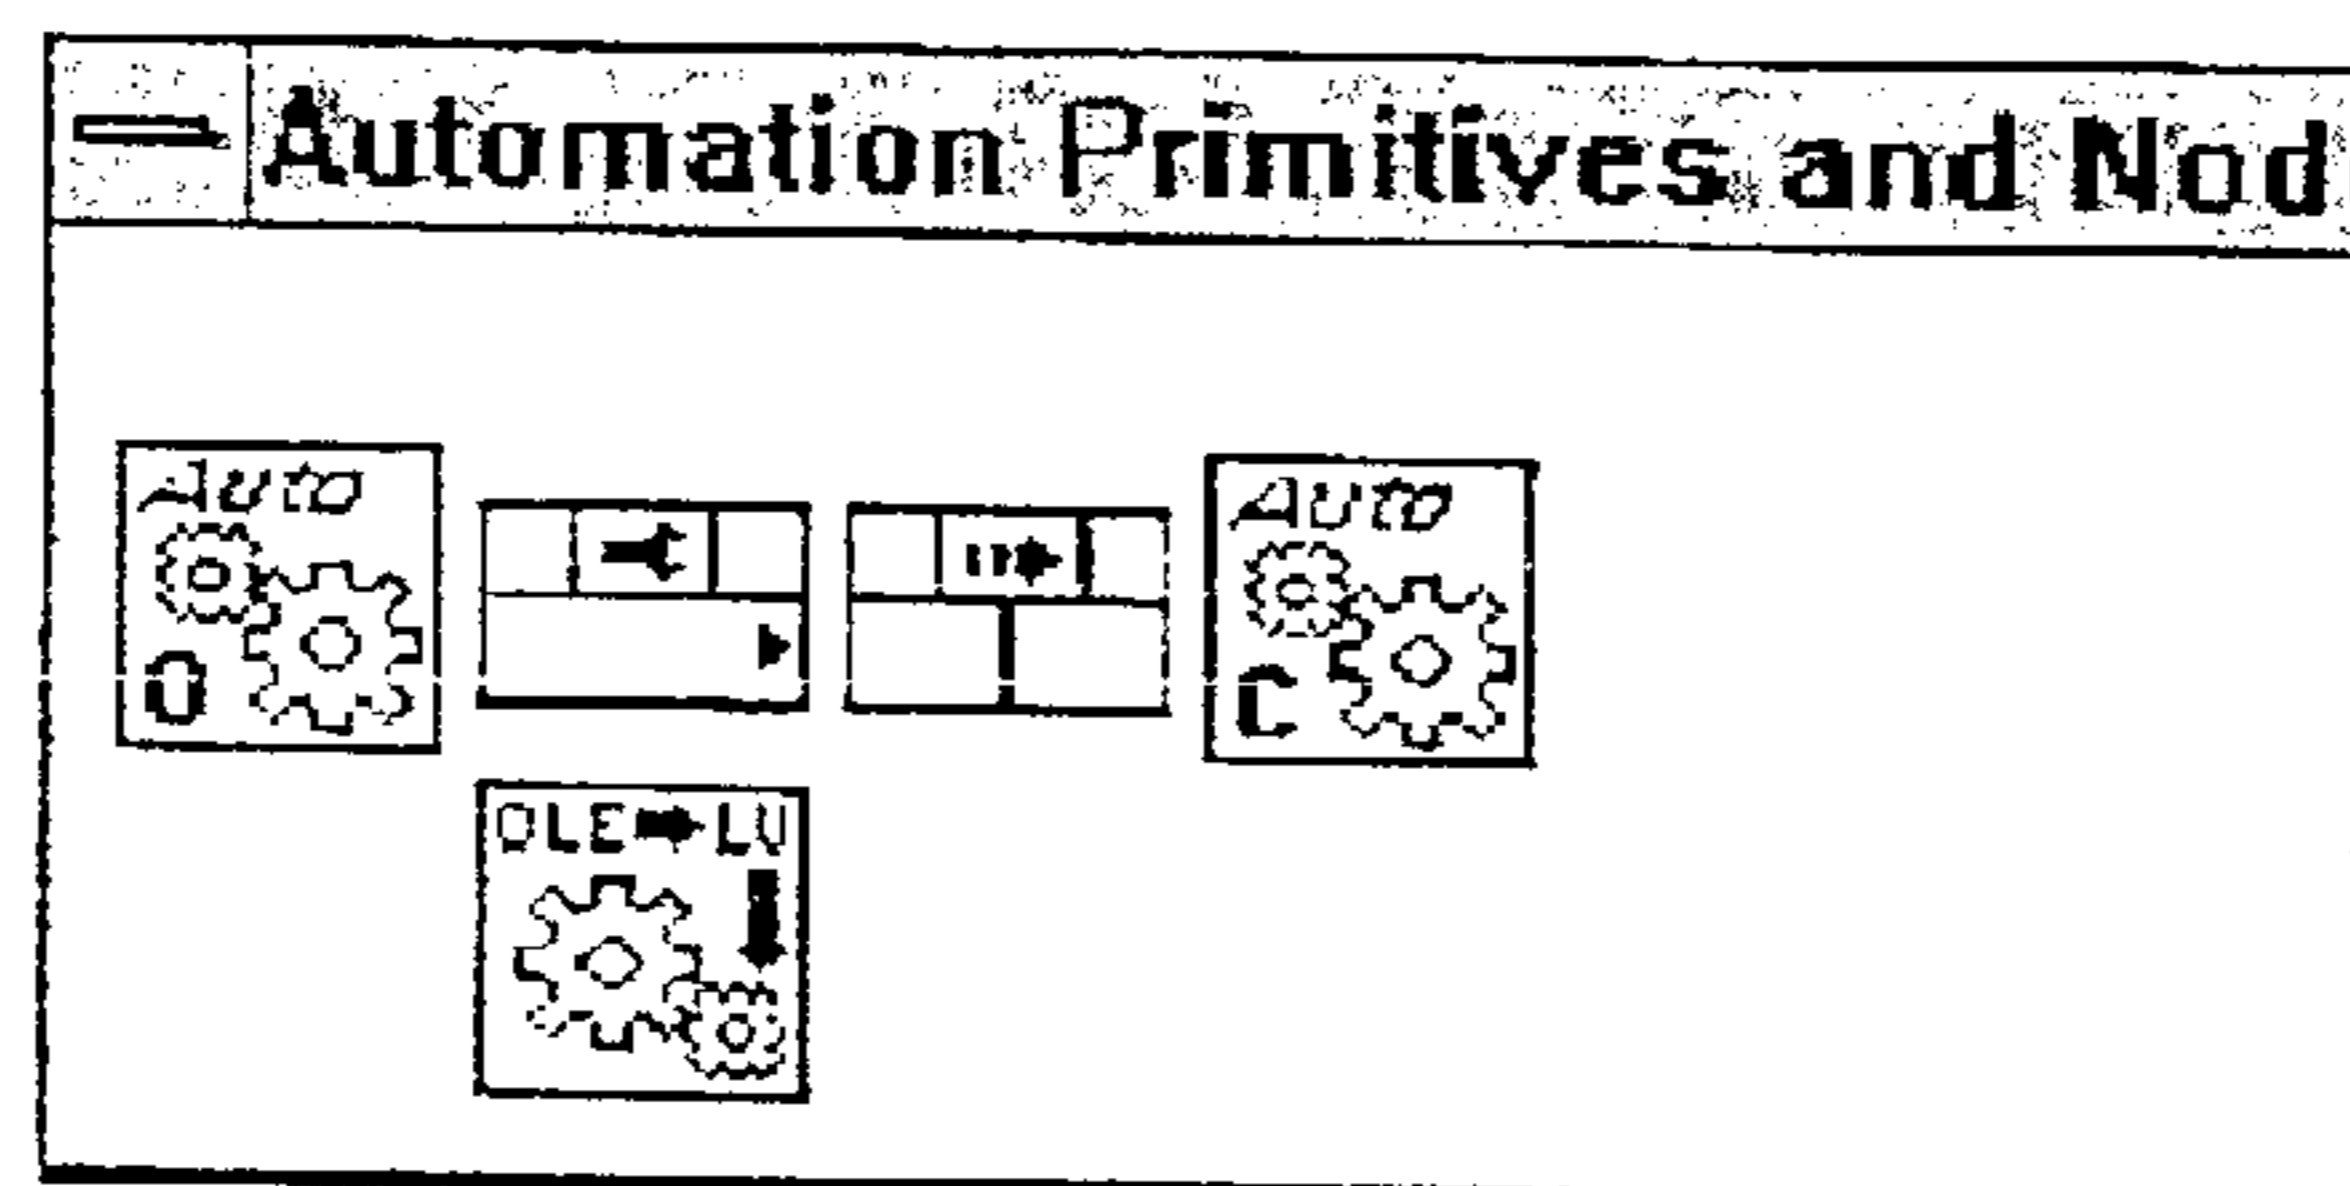 Automation Primitives and Nod
Auto
O
Auto
C
OLE➡LV